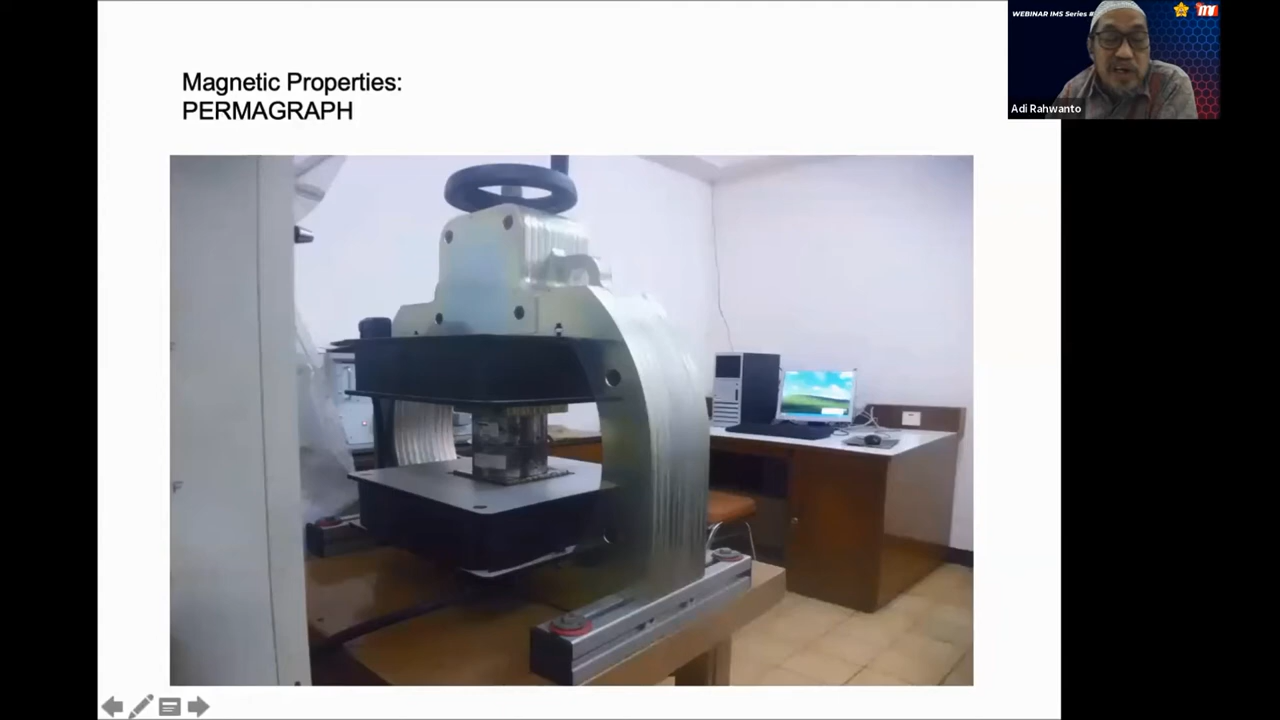 Magnetic Properties:
PERMAGRAPH
WEBINAR IMS Series #
Adi Rahwanto